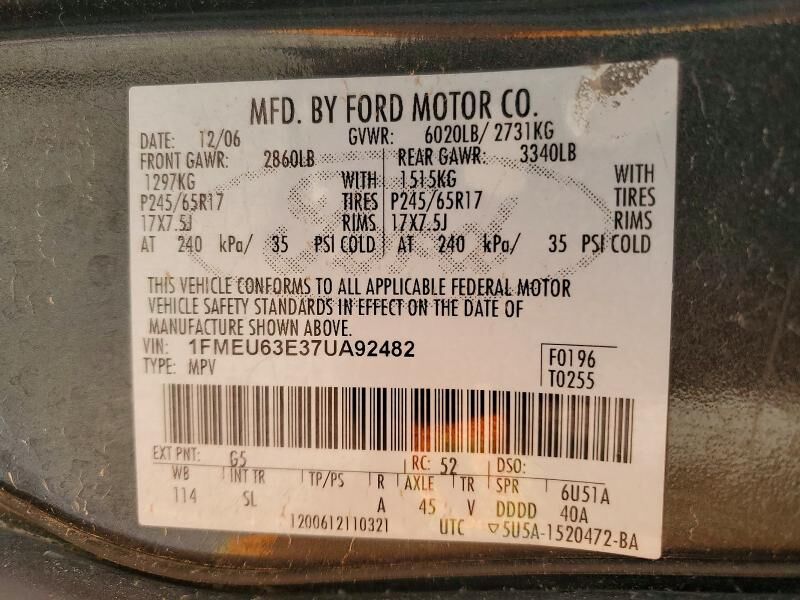 MFD. BY FORD MOTOR CO.
DATE: 12/06 GVWR: 6020LB/ 2731KG
FRONT GAWR: 2860LB REAR GAWR: 3340LB
1297KG WITH 1515KG WITH
P245/65R17 TIRES P245/65R17 TIRES
17X7.5J RIMS 17X7.5J RIMS
AT 240 kPa/ 35 PSI COLD AT 240 kPa/ 35 PSI COLD
THIS VEHICLE CONFORMS TO ALL APPLICABLE FEDERAL MOTOR
VEHICLE SAFETY STANDARDS IN EFFECT ON THE DATE OF
MANUFACTURE SHOWN ABOVE.
VIN: 1FMEU63E37UA92482 F0196
TYPE: MPV T0255
EXT PNT: G5 RC: 52 DSO:
WB INT TR TP/PS R AXLE TR SPR 6U51A
114 SL A 45 V DDDD 40A
1200612110321 UTC ▽5U5A-1520472-BA